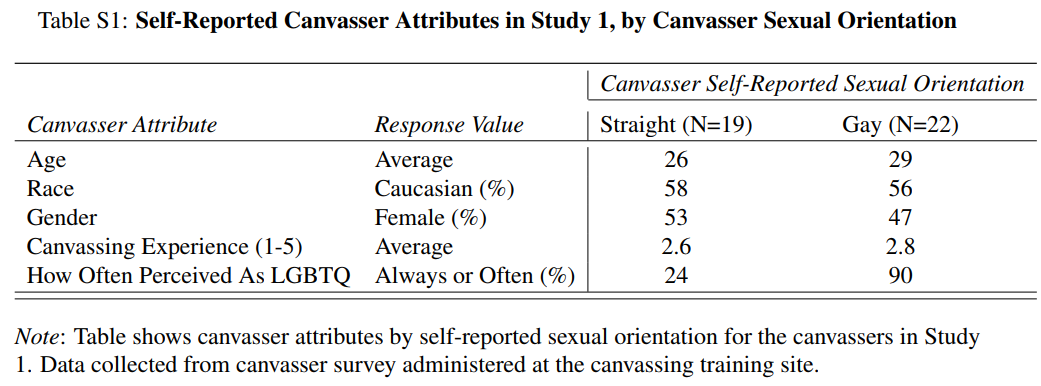 Table S1: Self-Reported Canvasser Attributes in Study 1, by Canvasser Sexual Orientation
Canvasser Self-Reported Sexual Orientation
Canvasser Attribute Response Value Straight (N=19) Gay (N=22)
Age Average 26 29
Race Caucasian (%) 58 56
Gender Female (%) 53 47
Canvassing Experience (1-5) Average 2.6 2.8
How Often Perceived As LGBTQ Always or Often (%) 24 90
Note: Table shows canvasser attributes by self-reported sexual orientation for the canvassers in Study
1. Data collected from canvasser survey administered at the canvassing training site.